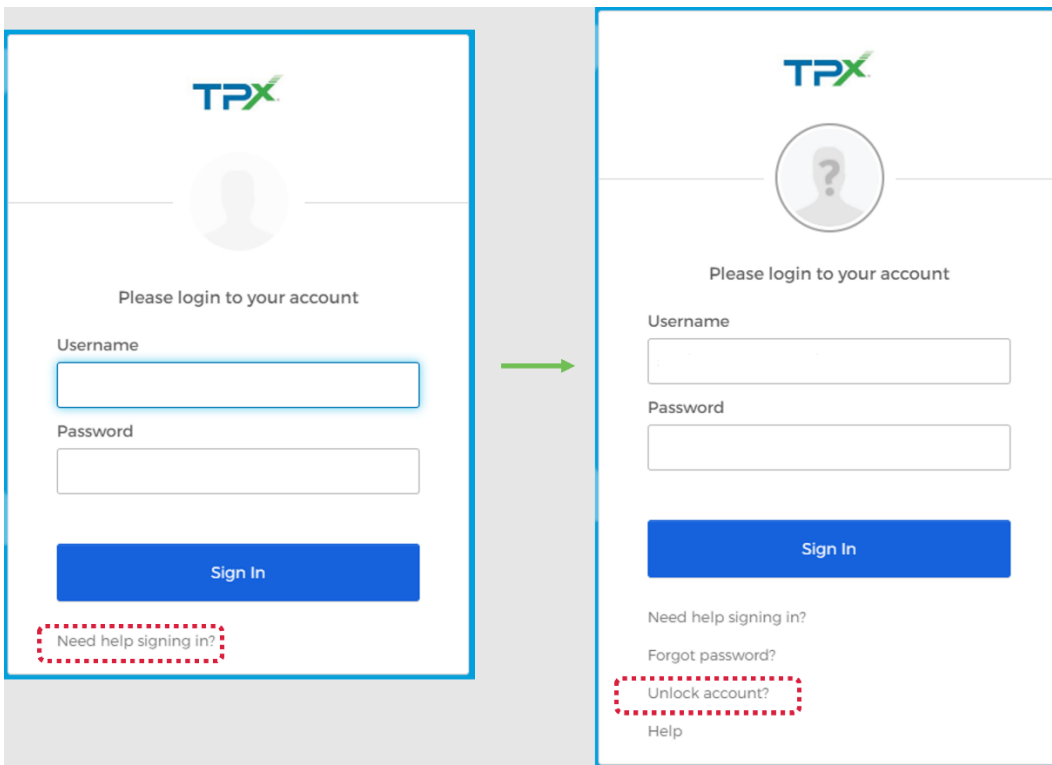 TPX
Please login to your account
Username
Password
Sign In
Need help signing in?
TPX
?
Please login to your account
Username
Password
Sign In
Need help signing in?
Forgot password?
Unlock account?
Help